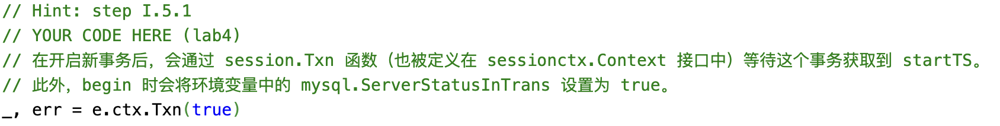 // Hint: step I.5.1
// YOUR CODE HERE (lab4)
// 在开启新事务后，会通过 session.Txn 函数（也被定义在 sessionctx.Context 接口中）等待这个事务获取到 startTS。
// 此外，begin 时会将环境变量中的 mysql.ServerStatusInTrans 设置为 true。
_, err = e.ctx.Txn(true)